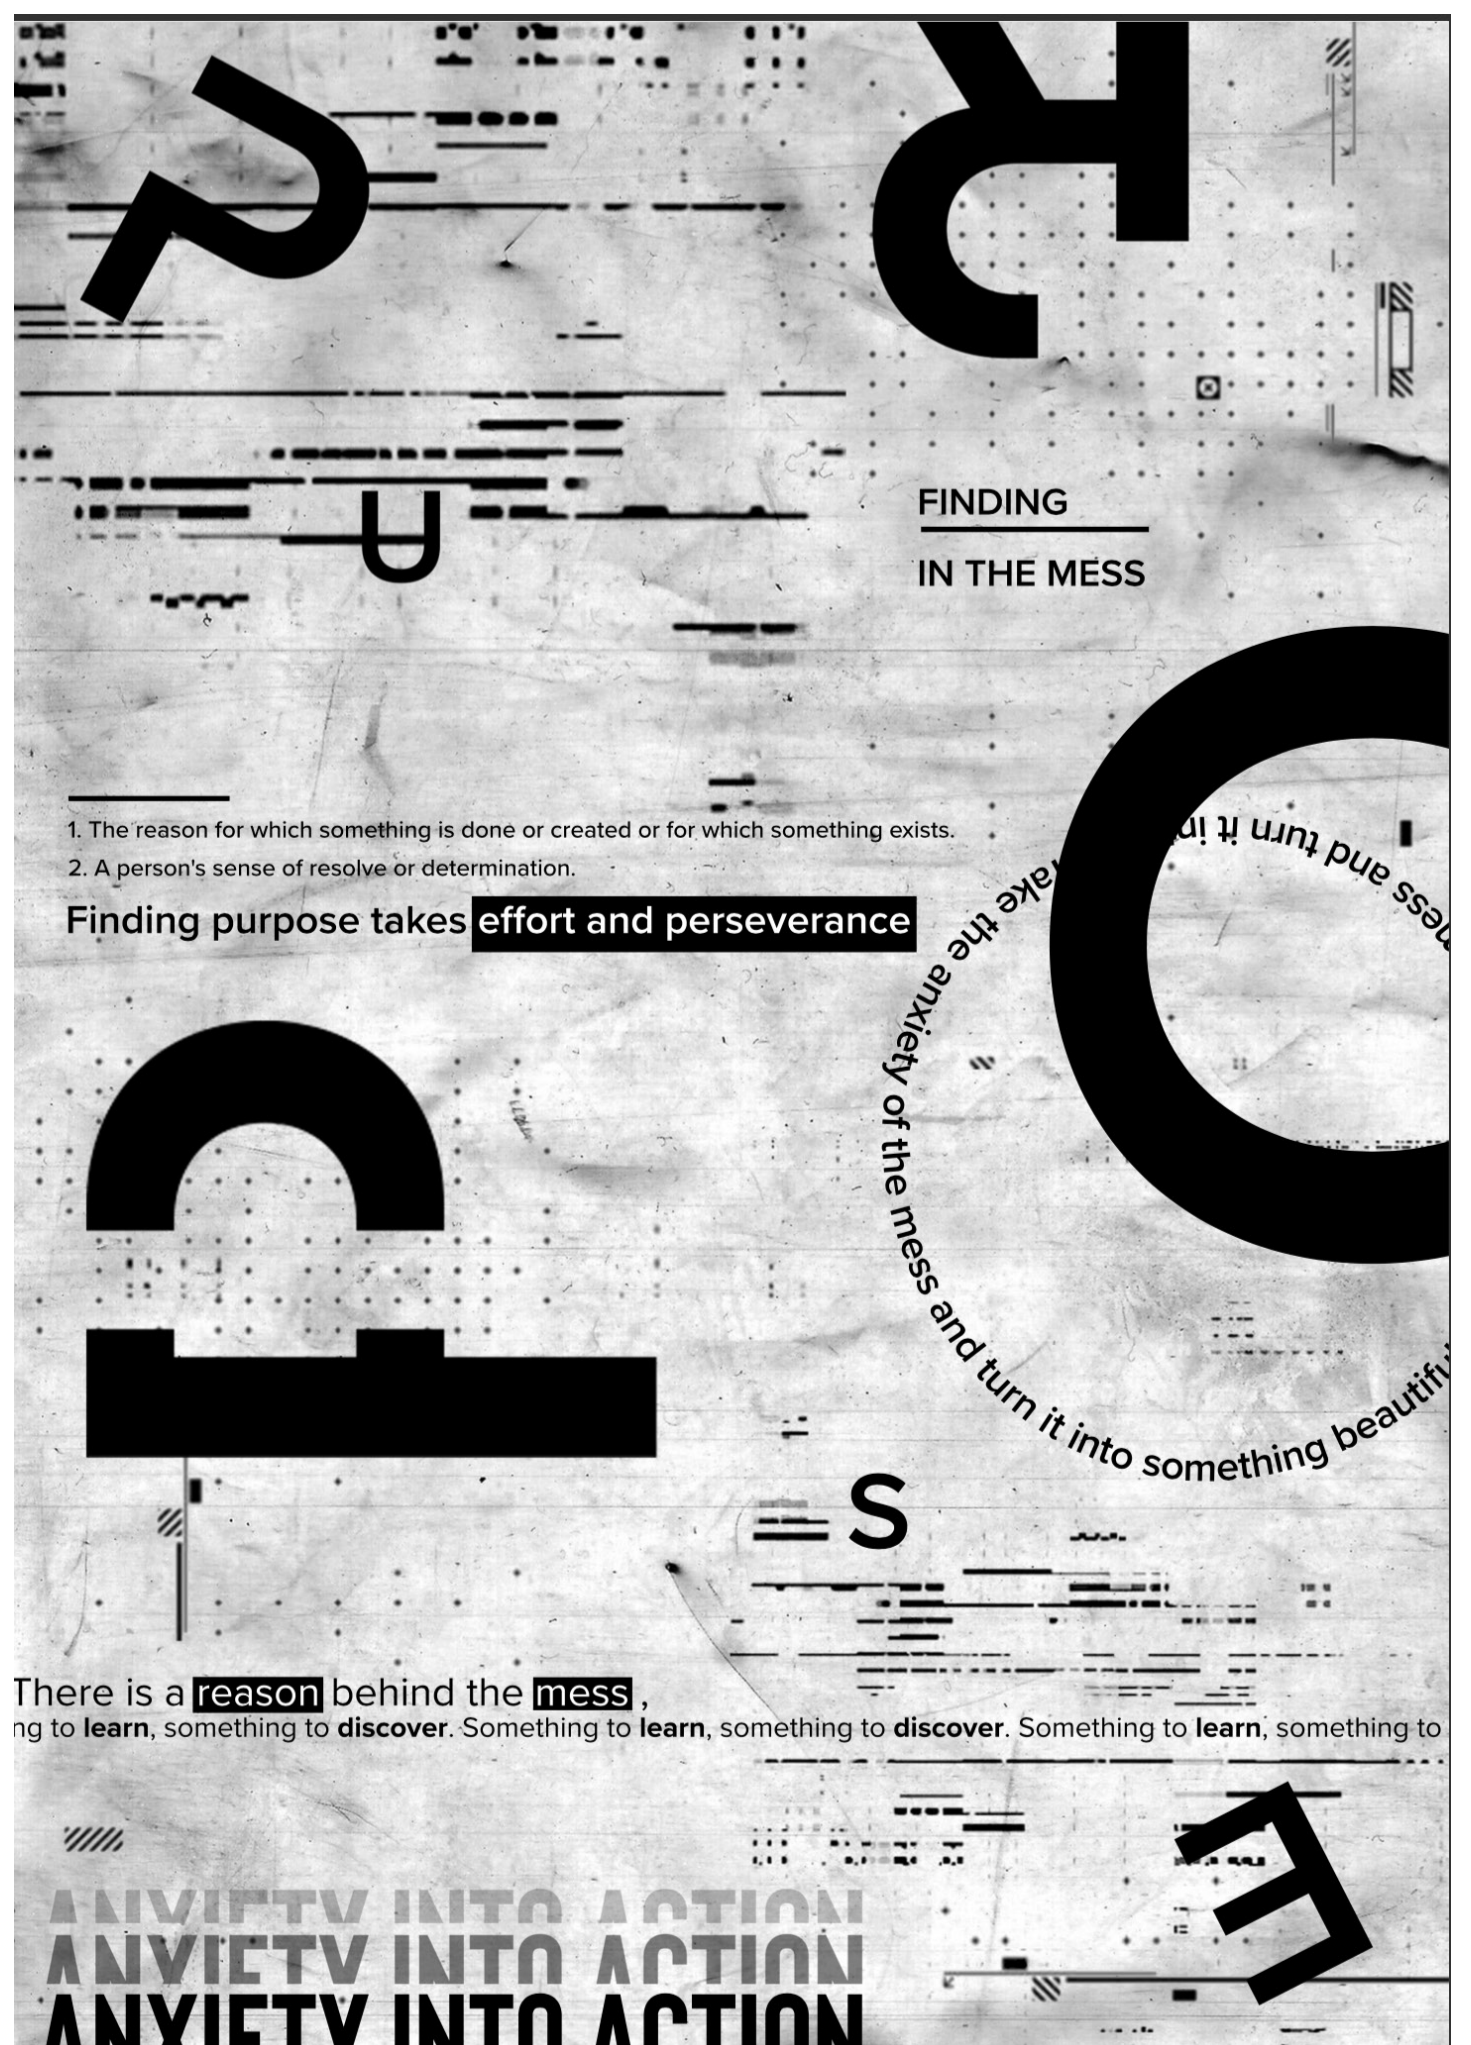 P
R
U
FINDING
IN THE MESS
O
1. The reason for which something is done or created or for which something exists.
2. A person's sense of resolve or determination.
Finding purpose takes effort and perseverance
take the anxiety of the mess and turn it into something beautiful
mess and turn it in
P
S
There is a reason behind the mess ,
ng to learn, something to discover. Something to learn, something to discover. Something to learn, something to
E
ANXIETY INTO ACTION
ANXIETY INTO ACTION
ANXIETY INTO ACTION